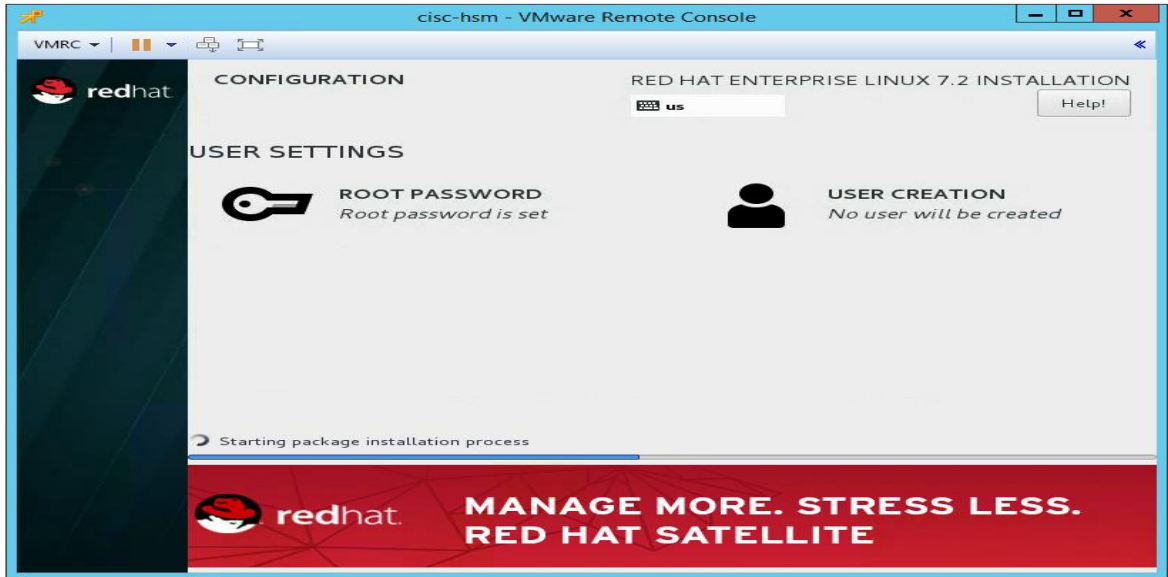 cisc-hsm - VMware Remote Console
VMRC
redhat.
CONFIGURATION
RED HAT ENTERPRISE LINUX 7.2 INSTALLATION
us
Help!
USER SETTINGS
ROOT PASSWORD
Root password is set
USER CREATION
No user will be created
Starting package installation process
redhat.
MANAGE MORE. STRESS LESS.
RED HAT SATELLITE